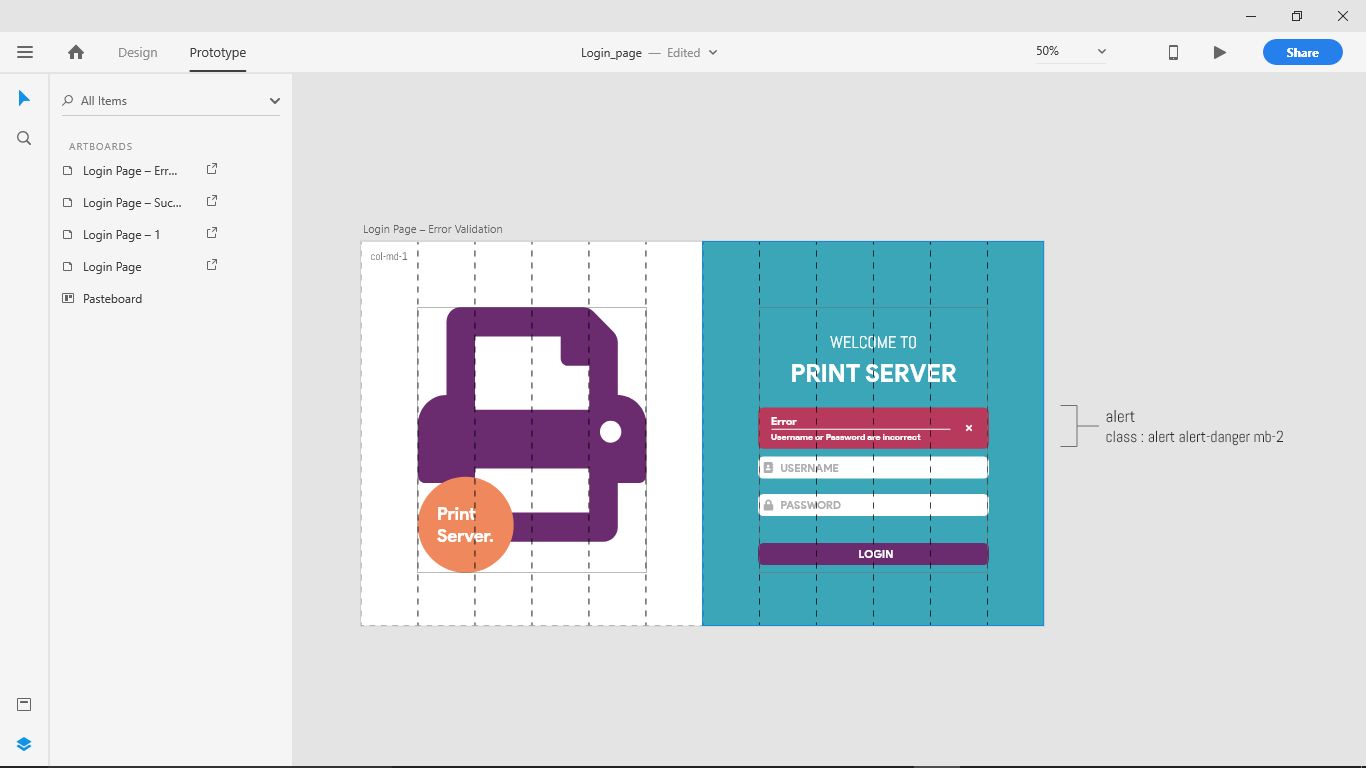 Design
Prototype
Login_page — Edited
50%
Share
All Items
ARTBOARDS
Login Page – Err...
Login Page – Suc...
Login Page – 1
Login Page
Pasteboard
Login Page – Error Validation
col-md-1
Print
Server.
WELCOME TO
PRINT SERVER
Error
Username or Password are incorrect
USERNAME
PASSWORD
LOGIN
alert
class : alert alert-danger mb-2